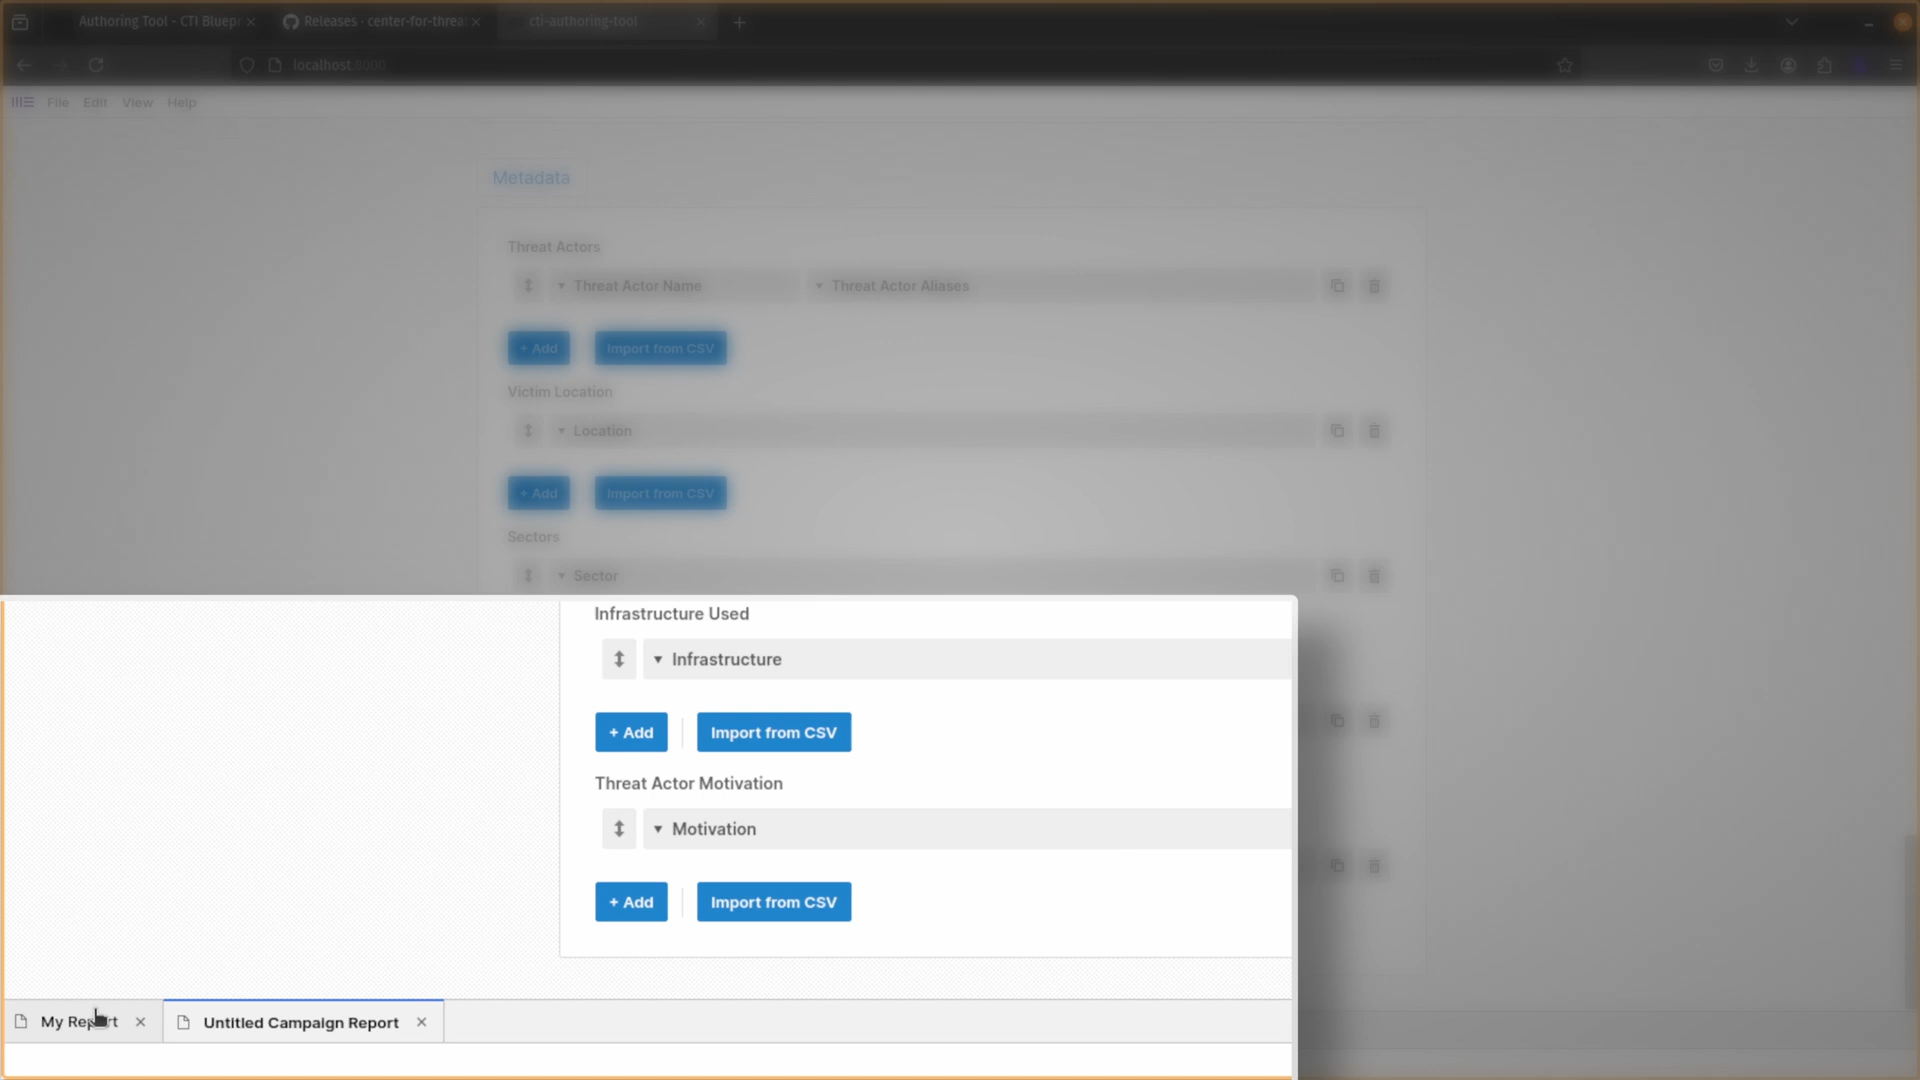 Authoring Tool - CTI Bluepr
Releases · center-for-threat
cti-authoring-tool
localhost:8000
File Edit View Help
Metadata
Threat Actors
Threat Actor Name
Threat Actor Aliases
+ Add
Import from CSV
Victim Location
Location
+ Add
Import from CSV
Sectors
Sector
Infrastructure Used
Infrastructure
+ Add
Import from CSV
Threat Actor Motivation
Motivation
+ Add
Import from CSV
My Report
Untitled Campaign Report